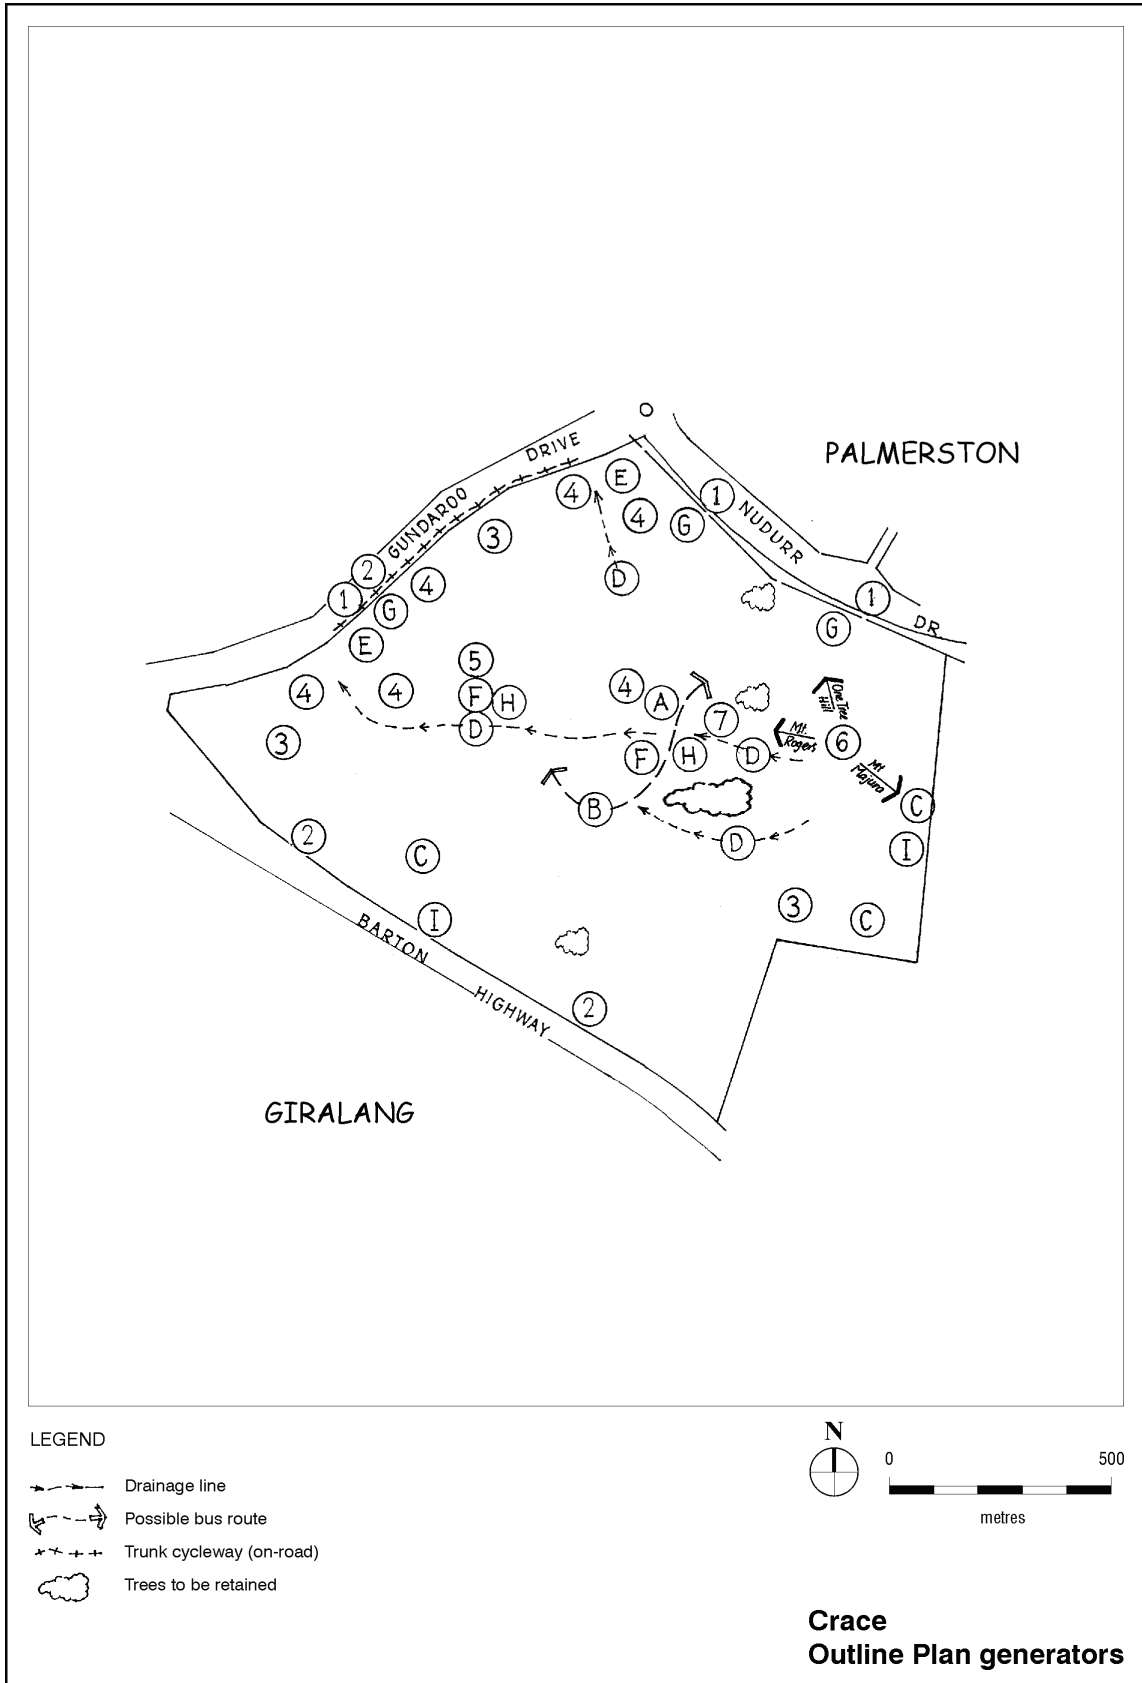 PALMERSTON
DRIVE
E
4
1
4
G
NUDURR
GUNDAROO
3
2
D
4
1
1
G
DR.
G
E
5
4
4
F
H
4
A
One Tree
Hill
7
D
3
Mt.
Rogers
6
F
H
D
Mt
Majura
C
B
2
D
I
C
3
I
C
BARTON
2
HIGHWAY
GIRALANG
LEGEND
Drainage line
Possible bus route
Trunk cycleway (on-road)
Trees to be retained
N
0 500
metres
Crace
Outline Plan generators